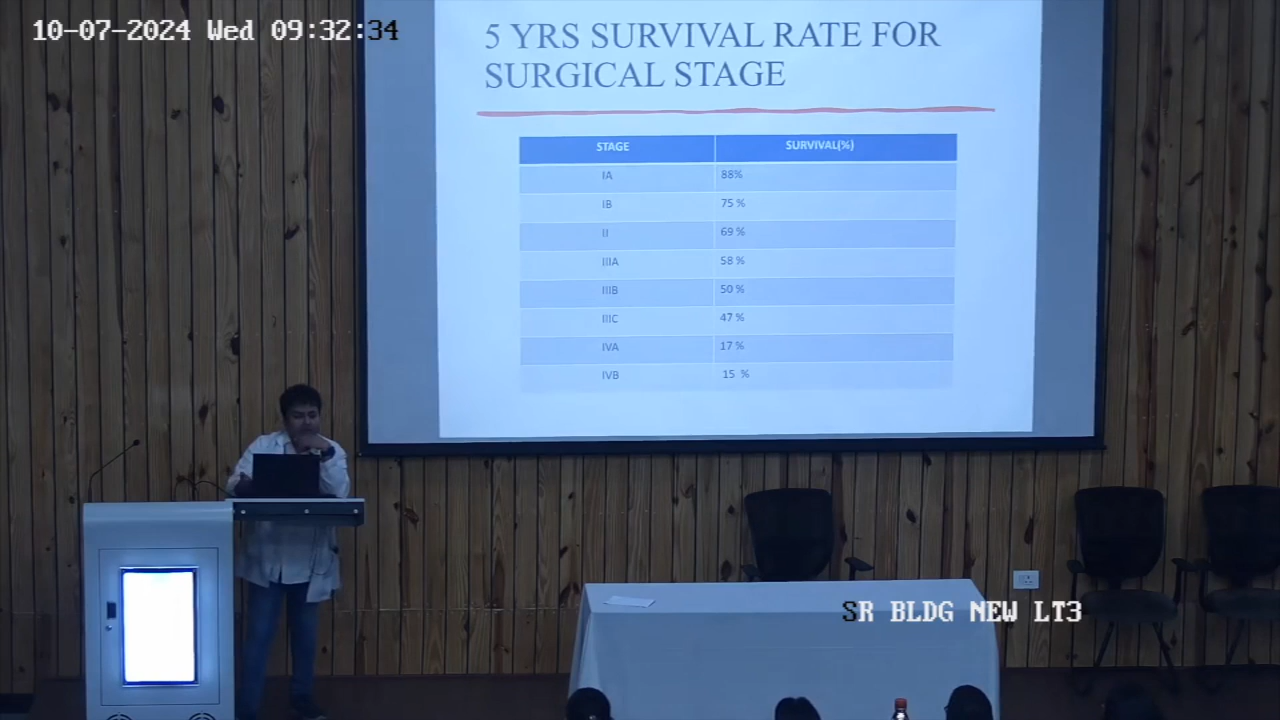 10-07-2024 Wed 09:32:34
5 YRS SURVIVAL RATE FOR
SURGICAL STAGE
STAGE SURVIVAL(%)
IA 88%
IB 75 %
II 69 %
IIIA 58 %
IIIB 50 %
IIIC 47 %
IVA 17 %
IVB 15 %
SR BLDG NEW LT3